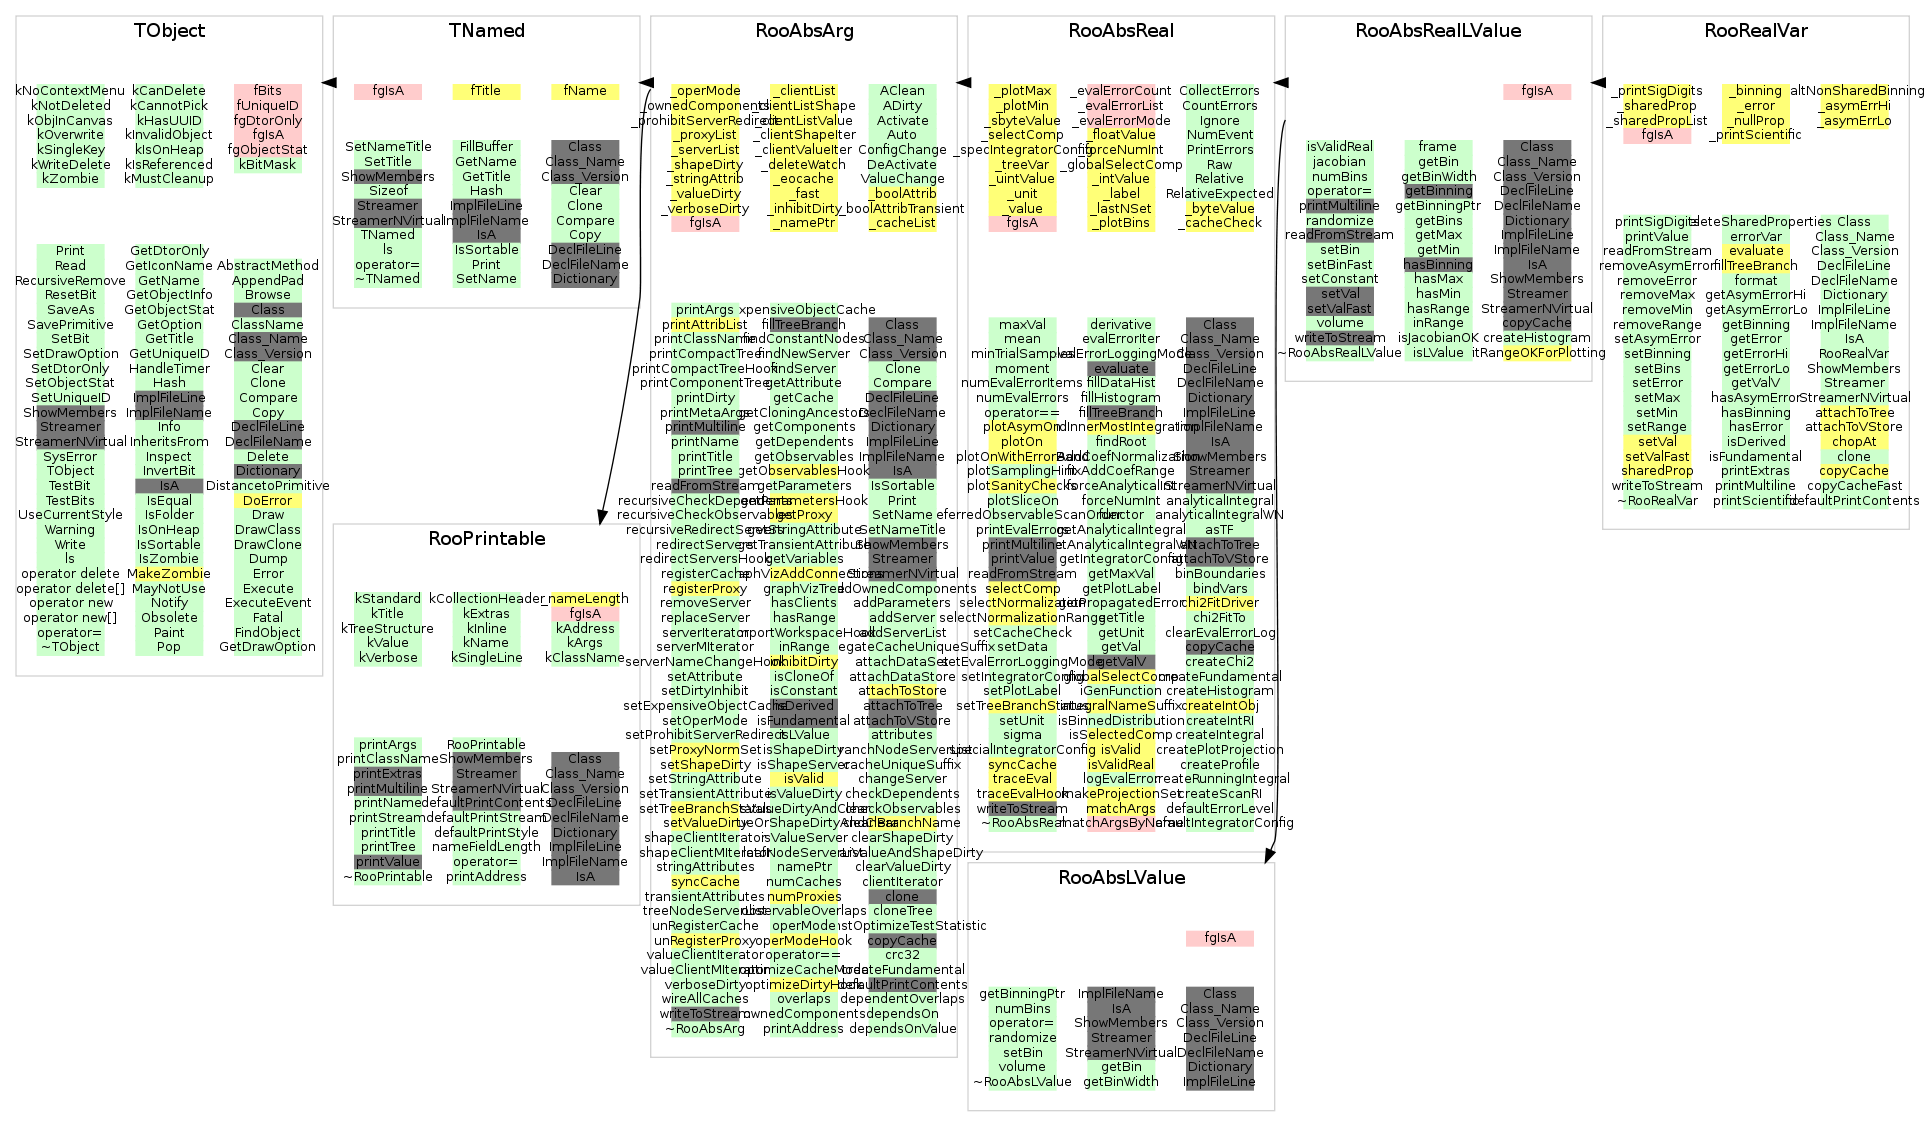 TObject
kNoContextMenu
kNotDeleted
kObjInCanvas
kOverwrite
kSingleKey
kWriteDelete
kZombie
kCanDelete
kCannotPick
kHasUUID
kInvalidObject
kIsOnHeap
kIsReferenced
kMustCleanup
fBits
fUniqueID
fgDtorOnly
fgIsA
fgObjectStat
kBitMask
Print
Read
RecursiveRemove
ResetBit
SaveAs
SavePrimitive
SetBit
SetDrawOption
SetDtorOnly
SetObjectStat
SetUniqueID
ShowMembers
Streamer
StreamerNVirtual
SysError
TObject
TestBit
TestBits
UseCurrentStyle
Warning
Write
ls
operator delete
operator delete[]
operator new
operator new[]
operator=
~TObject
GetDtorOnly
GetIconName
GetName
GetObjectInfo
GetObjectStat
GetOption
GetTitle
GetUniqueID
HandleTimer
Hash
ImplFileLine
ImplFileName
Info
InheritsFrom
Inspect
InvertBit
IsA
IsEqual
IsFolder
IsOnHeap
IsSortable
IsZombie
MakeZombie
MayNotUse
Notify
Obsolete
Paint
Pop
AbstractMethod
AppendPad
Browse
Class
ClassName
Class_Name
Class_Version
Clear
Clone
Compare
Copy
DeclFileLine
DeclFileName
Delete
Dictionary
DistancetoPrimitive
DoError
Draw
DrawClass
DrawClone
Dump
Error
Execute
ExecuteEvent
Fatal
FindObject
GetDrawOption
TNamed
fgIsA
fTitle
fName
SetNameTitle
SetTitle
ShowMembers
Sizeof
Streamer
StreamerNVirtual
TNamed
ls
operator=
~TNamed
FillBuffer
GetName
GetTitle
Hash
ImplFileLine
ImplFileName
IsA
IsSortable
Print
SetName
Class
Class_Name
Class_Version
Clear
Clone
Compare
Copy
DeclFileLine
DeclFileName
Dictionary
RooPrintable
kStandard
kTitle
kTreeStructure
kValue
kVerbose
kCollectionHeader
kExtras
kInline
kName
kSingleLine
_nameLength
fgIsA
kAddress
kArgs
kClassName
printArgs
printClassName
printExtras
printMultiline
printName
printStream
printTitle
printTree
printValue
~RooPrintable
RooPrintable
ShowMembers
Streamer
StreamerNVirtual
defaultPrintContents
defaultPrintStream
defaultPrintStyle
nameFieldLength
operator=
printAddress
Class
Class_Name
Class_Version
DeclFileLine
DeclFileName
Dictionary
ImplFileLine
ImplFileName
IsA
RooAbsArg
_operMode
_ownedComponents
_prohibitServerRedirect
_proxyList
_serverList
_shapeDirty
_stringAttrib
_valueDirty
_verboseDirty
fgIsA
_clientList
_clientListShape
_clientListValue
_clientShapeIter
_clientValueIter
_deleteWatch
_eocache
_fast
_inhibitDirty
_namePtr
AClean
ADirty
Activate
Auto
ConfigChange
DeActivate
ValueChange
_boolAttrib
_boolAttribTransient
_cacheList
printArgs
printAttribList
printClassName
printCompactTree
printCompactTreeHook
printComponentTree
printDirty
printMetaArgs
printMultiline
printName
printTitle
printTree
readFromStream
recursiveCheckDependents
recursiveCheckObservables
recursiveRedirectServers
redirectServers
redirectServersHook
registerCache
registerProxy
removeServer
replaceServer
serverIterator
serverMIterator
serverNameChangeHook
setAttribute
setDirtyInhibit
setExpensiveObjectCache
setOperMode
setProhibitServerRedirect
setProxyNormSet
setShapeDirty
setStringAttribute
setTransientAttribute
setTreeBranchStatus
setValueDirty
shapeClientIterator
shapeClientMIterator
stringAttributes
syncCache
transientAttributes
treeNodeServerList
unRegisterCache
unRegisterProxy
valueClientIterator
valueClientMIterator
verboseDirty
wireAllCaches
writeToStream
~RooAbsArg
xpensiveObjectCache
fillTreeBranch
findConstantNodes
findNewServer
findServer
getAttribute
getCache
getCloningAncestors
getComponents
getDependents
getObservables
getObservablesHook
getParameters
getParametersHook
getProxy
getStringAttribute
getTransientAttribute
getVariables
aphVizAddConnections
graphVizTree
hasClients
hasRange
mportWorkspaceHook
inRange
inhibitDirty
isCloneOf
isConstant
isDerived
isFundamental
isLValue
isShapeDirty
isShapeServer
isValid
isValueDirty
isValueServer
leafNodeServerList
namePtr
numCaches
numProxies
observableOverlaps
operMode
operModeHook
operator==
optimizeCacheMode
optimizeDirtyHook
overlaps
ownedComponents
printAddress
Class
Class_Name
Class_Version
Clone
Compare
DeclFileLine
DeclFileName
Dictionary
ImplFileLine
ImplFileName
IsA
IsSortable
Print
SetName
SetNameTitle
ShowMembers
Streamer
StreamerNVirtual
addOwnedComponents
addParameters
addServer
addServerList
attachDataSet
attachDataStore
attachToStore
attachToTree
attachToVStore
attributes
cacheUniqueSuffix
changeServer
checkDependents
checkObservables
cleanBranchName
clearShapeDirty
clearValueDirty
clientIterator
clone
cloneTree
nstOptimizeTestStatistic
copyCache
crc32
createFundamental
defaultPrintContents
dependentOverlaps
dependsOn
dependsOnValue
RooAbsReal
_plotMax
_plotMin
_sbyteValue
_selectComp
_specIntegratorConfig
_treeVar
_uintValue
_unit
_value
fgIsA
_evalErrorCount
_evalErrorList
_evalErrorMode
_floatValue
_forceNumInt
_globalSelectComp
_intValue
_label
_lastNSet
_plotBins
CollectErrors
CountErrors
Ignore
NumEvent
PrintErrors
Raw
Relative
RelativeExpected
_byteValue
_cacheCheck
maxVal
mean
minTrialSamples
moment
numEvalErrorItems
numEvalErrors
operator==
plotAsymOn
plotOn
plotOnWithErrorBand
plotSamplingHint
plotSanityChecks
plotSliceOn
printEvalErrors
printMultiline
printValue
readFromStream
selectComp
selectNormalization
selectNormalizationRange
setCacheCheck
setData
setEvalErrorLoggingMode
setIntegratorConfig
setPlotLabel
setTreeBranchStatus
setUnit
sigma
specialIntegratorConfig
syncCache
traceEval
traceEvalHook
writeToStream
~RooAbsReal
derivative
evalErrorIter
evalErrorLoggingMode
evaluate
fillDataHist
fillHistogram
fillTreeBranch
findInnerMostIntegration
findRoot
fixAddCoefNormalization
fixAddCoefRange
forceAnalyticalInt
forceNumInt
functor
getAnalyticalIntegral
getAnalyticalIntegralWN
getIntegratorConfig
getMaxVal
getPlotLabel
getPropagatedError
getTitle
getUnit
getVal
getValV
globalSelectComp
iGenFunction
integralNameSuffix
isBinnedDistribution
isSelectedComp
isValid
isValidReal
logEvalError
makeProjectionSet
matchArgs
matchArgsByName
Class
Class_Name
Class_Version
DeclFileLine
DeclFileName
Dictionary
ImplFileLine
ImplFileName
IsA
ShowMembers
Streamer
StreamerNVirtual
analyticalIntegral
analyticalIntegralWN
asTF
attachToTree
attachToVStore
binBoundaries
bindVars
chi2FitDriver
chi2FitTo
clearEvalErrorLog
copyCache
createChi2
createFundamental
createHistogram
createIntObj
createIntRI
createIntegral
createPlotProjection
createProfile
createRunningIntegral
createScanRI
defaultErrorLevel
defaultIntegratorConfig
RooAbsLValue
fgIsA
getBinningPtr
numBins
operator=
randomize
setBin
volume
~RooAbsLValue
ImplFileName
IsA
ShowMembers
Streamer
StreamerNVirtual
getBin
getBinWidth
Class
Class_Name
Class_Version
DeclFileLine
DeclFileName
Dictionary
ImplFileLine
RooAbsRealLValue
fgIsA
isValidReal
jacobian
numBins
operator=
printMultiline
randomize
readFromStream
setBin
setBinFast
setConstant
setVal
setValFast
volume
writeToStream
~RooAbsRealLValue
frame
getBin
getBinWidth
getBinning
getBinningPtr
getBins
getMax
getMin
hasBinning
hasMax
hasMin
hasRange
inRange
isJacobianOK
isLValue
Class
Class_Name
Class_Version
DeclFileLine
DeclFileName
Dictionary
ImplFileLine
ImplFileName
IsA
ShowMembers
Streamer
StreamerNVirtual
copyCache
createHistogram
itRangeOKForPlotting
RooRealVar
_printSigDigits
_sharedProp
_sharedPropList
fgIsA
_binning
_error
_nullProp
_printScientific
altNonSharedBinning
_asymErrHi
_asymErrLo
printSigDigits
printValue
readFromStream
removeAsymError
removeError
removeMax
removeMin
removeRange
setAsymError
setBinning
setBins
setError
setMax
setMin
setRange
setVal
setValFast
sharedProp
writeToStream
~RooRealVar
leteSharedProperties
errorVar
evaluate
fillTreeBranch
format
getAsymErrorHi
getAsymErrorLo
getBinning
getError
getErrorHi
getErrorLo
getValV
hasAsymError
hasBinning
hasError
isDerived
isFundamental
printExtras
printMultiline
printScientific
Class
Class_Name
Class_Version
DeclFileLine
DeclFileName
Dictionary
ImplFileLine
ImplFileName
IsA
RooRealVar
ShowMembers
Streamer
StreamerNVirtual
attachToTree
attachToVStore
chopAt
clone
copyCache
copyCacheFast
defaultPrintContents